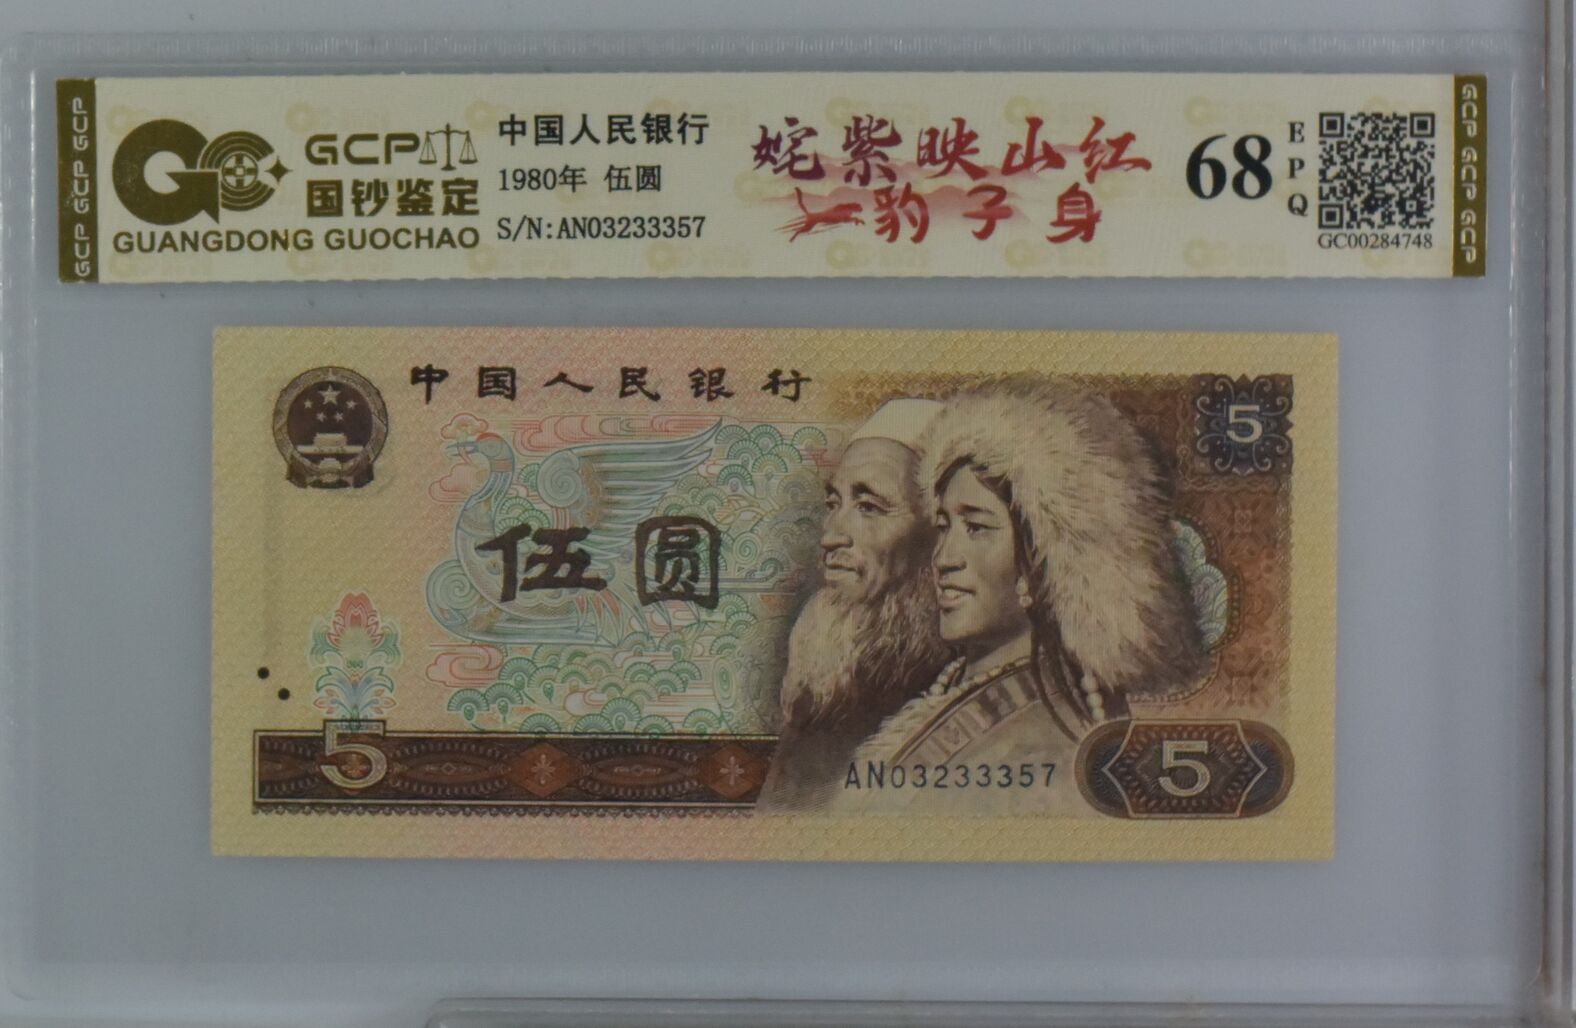 GCP GCP GCP
GCP
国钞鉴定
GUANGDONG GUOCHAO
中国人民银行
1980年 伍圆
S/N:AN03233357
姹紫映山红
豹子身
68
EPQ
GC00284748
GCP GCP GCP
中国人民银行
5
伍圆
5
AN03233357
5